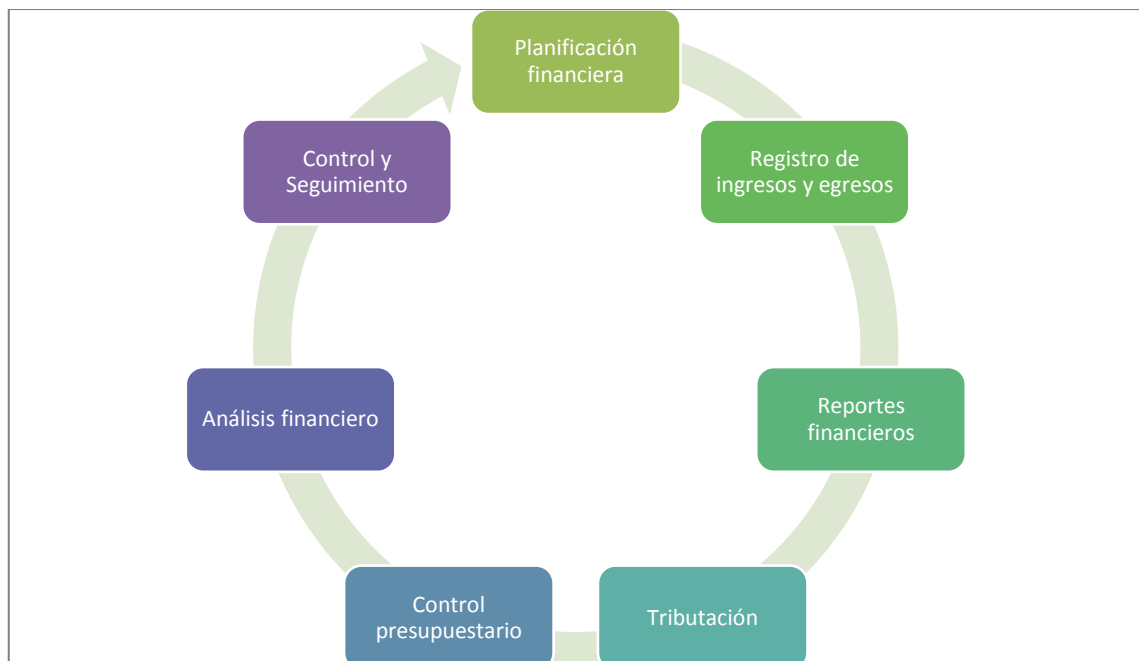 Planificación
financiera
Registro de
ingresos y egresos
Reportes
financieros
Tributación
Control
presupuestario
Análisis financiero
Control y
Seguimiento